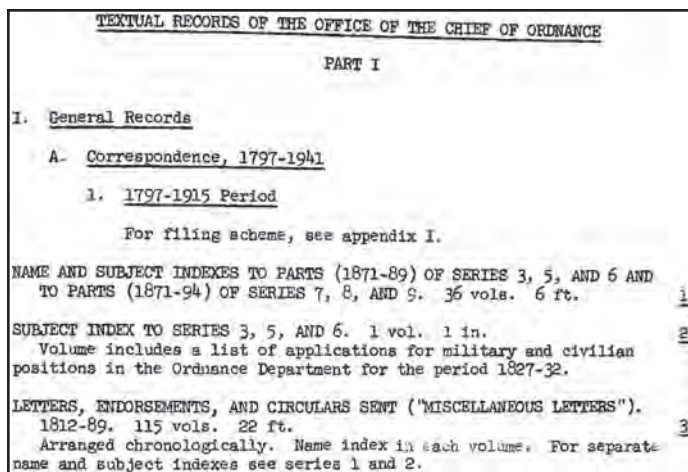 TEXTUAL RECORDS OF THE OFFICE OF THE CHIEF OF ORDNANCE
PART I
I. General Records
A. Correspondence, 1797-1941
1. 1797-1915 Period
For filing scheme, see appendix I.
NAME AND SUBJECT INDEXES TO PARTS (1871-89) OF SERIES 3, 5, AND 6 AND
TO PARTS (1871-94) OF SERIES 7, 8, AND 9. 36 vols. 6 ft. 1
SUBJECT INDEX TO SERIES 3, 5, AND 6. 1 vol. 1 in. 2
Volume includes a list of applications for military and civilian
positions in the Ordnance Department for the period 1827-32.
LETTERS, ENDORSEMENTS, AND CIRCULARS SENT ("MISCELLANEOUS LETTERS").
1812-89. 115 vols. 22 ft. 3
Arranged chronologically. Name index in each volume. For separate
name and subject indexes see series 1 and 2.